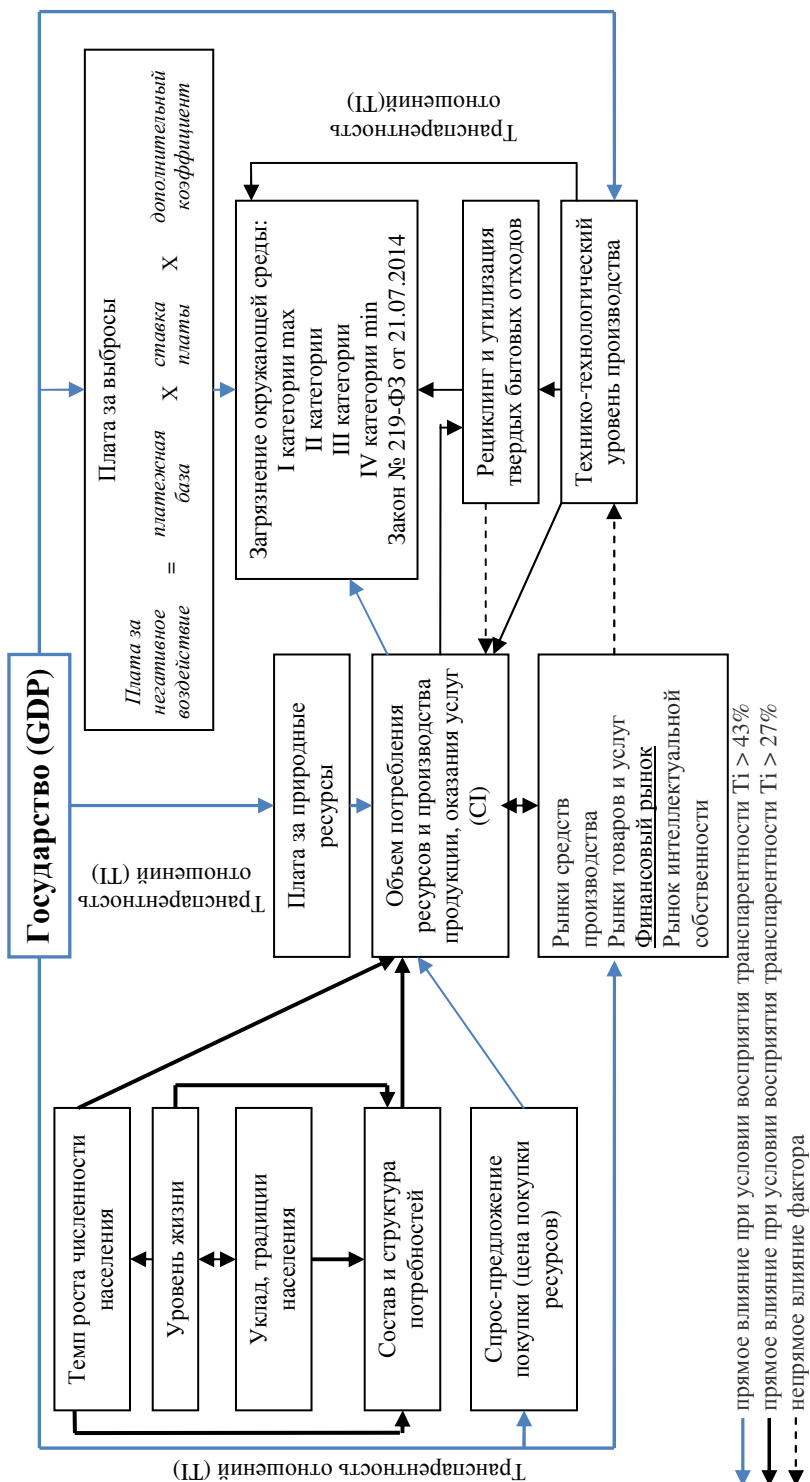 Государство (GDP)
Транспарентность отношений (TI)
Темп роста численности
населения
Уровень жизни
Уклад, традиции
населения
Состав и структура
потребностей
Спрос-предложение
покупки (цена покупки
ресурсов)
Транспарентность
отношений (TI)
Плата за природные
ресурсы
Объем потребления
ресурсов и производства
продукции, оказания услуг
(CI)
Рынки средств
производства
Рынки товаров и услуг
Финансовый рынок
Рынок интеллектуальной
собственности
Плата за выбросы
Плата за
негативное
воздействие
=
платежная
база
X
ставка
платы
X
дополнительный
коэффициент
Загрязнение окружающей среды:
I категории max
II категории
III категории
IV категории min
Закон № 219-ФЗ от 21.07.2014
Транспарентность
отношений(TI)
Рециклинг и утилизация
твердых бытовых отходов
Технико-технологический
уровень производства
прямое влияние при условии восприятия транспарентности Ti > 43%
прямое влияние при условии восприятия транспарентности Ti > 27%
непрямое влияние фактора